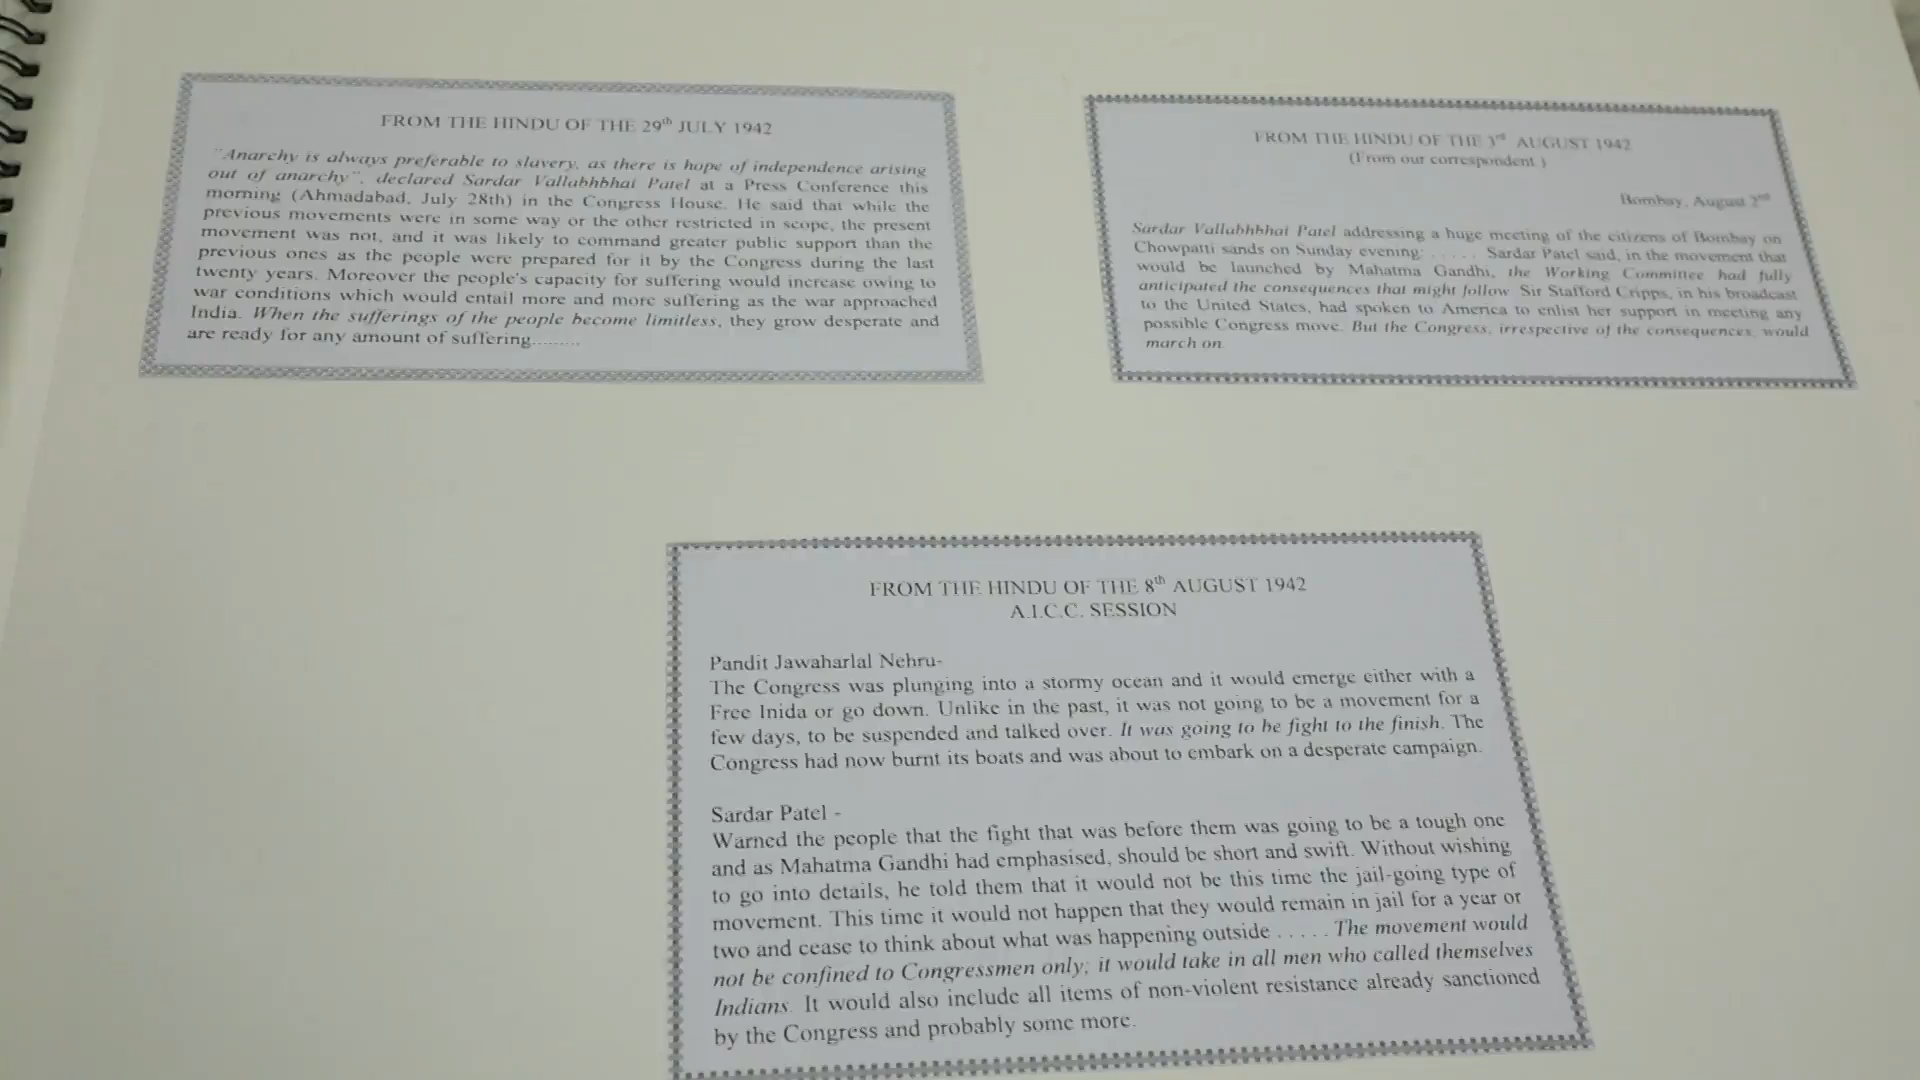 FROM THE HINDU OF THE 29th JULY 1942
"Anarchy is always preferable to slavery, as there is hope of independence arising
out of anarchy", declared Sardar Vallabhbhai Patel at a Press Conference this
morning (Ahmadabad, July 28th) in the Congress House. He said that while the
previous movements were in some way or the other restricted in scope, the present
movement was not, and it was likely to command greater public support than the
previous ones as the people were prepared for it by the Congress during the last
twenty years. Moreover the people's capacity for suffering would increase owing to
war conditions which would entail more and more suffering as the war approached
India. When the sufferings of the people become limitless, they grow desperate and
are ready for any amount of suffering.........
FROM THE HINDU OF THE 3rd AUGUST 1942
(From our correspondent )
Bombay, August 2nd
Sardar Vallabhbhai Patel addressing a huge meeting of the citizens of Bombay on
Chowpatti sands on Sunday evening: ..... Sardar Patel said, in the movement that
would be launched by Mahatma Gandhi, the Working Committee had fully
anticipated the consequences that might follow. Sir Stafford Cripps, in his broadcast
to the United States, had spoken to America to enlist her support in meeting any
possible Congress move. But the Congress, irrespective of the consequences, would
march on.
FROM THE HINDU OF THE 8th AUGUST 1942
A.I.C.C. SESSION
Pandit Jawaharlal Nehru-
The Congress was plunging into a stormy ocean and it would emerge either with a
Free Inida or go down. Unlike in the past, it was not going to be a movement for a
few days, to be suspended and talked over. It was going to be fight to the finish. The
Congress had now burnt its boats and was about to embark on a desperate campaign.
Sardar Patel -
Warned the people that the fight that was before them was going to be a tough one
and as Mahatma Gandhi had emphasised, should be short and swift. Without wishing
to go into details, he told them that it would not be this time the jail-going type of
movement. This time it would not happen that they would remain in jail for a year or
two and cease to think about what was happening outside ..... The movement would
not be confined to Congressmen only; it would take in all men who called themselves
Indians. It would also include all items of non-violent resistance already sanctioned
by the Congress and probably some more.